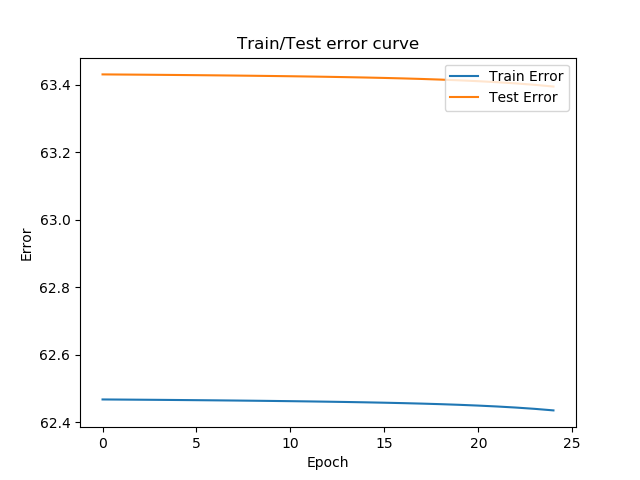 Train/Test error curve
Train Error
Test Error
63.4
63.2
63.0
62.8
62.6
62.4
Error
0 5 10 15 20 25
Epoch